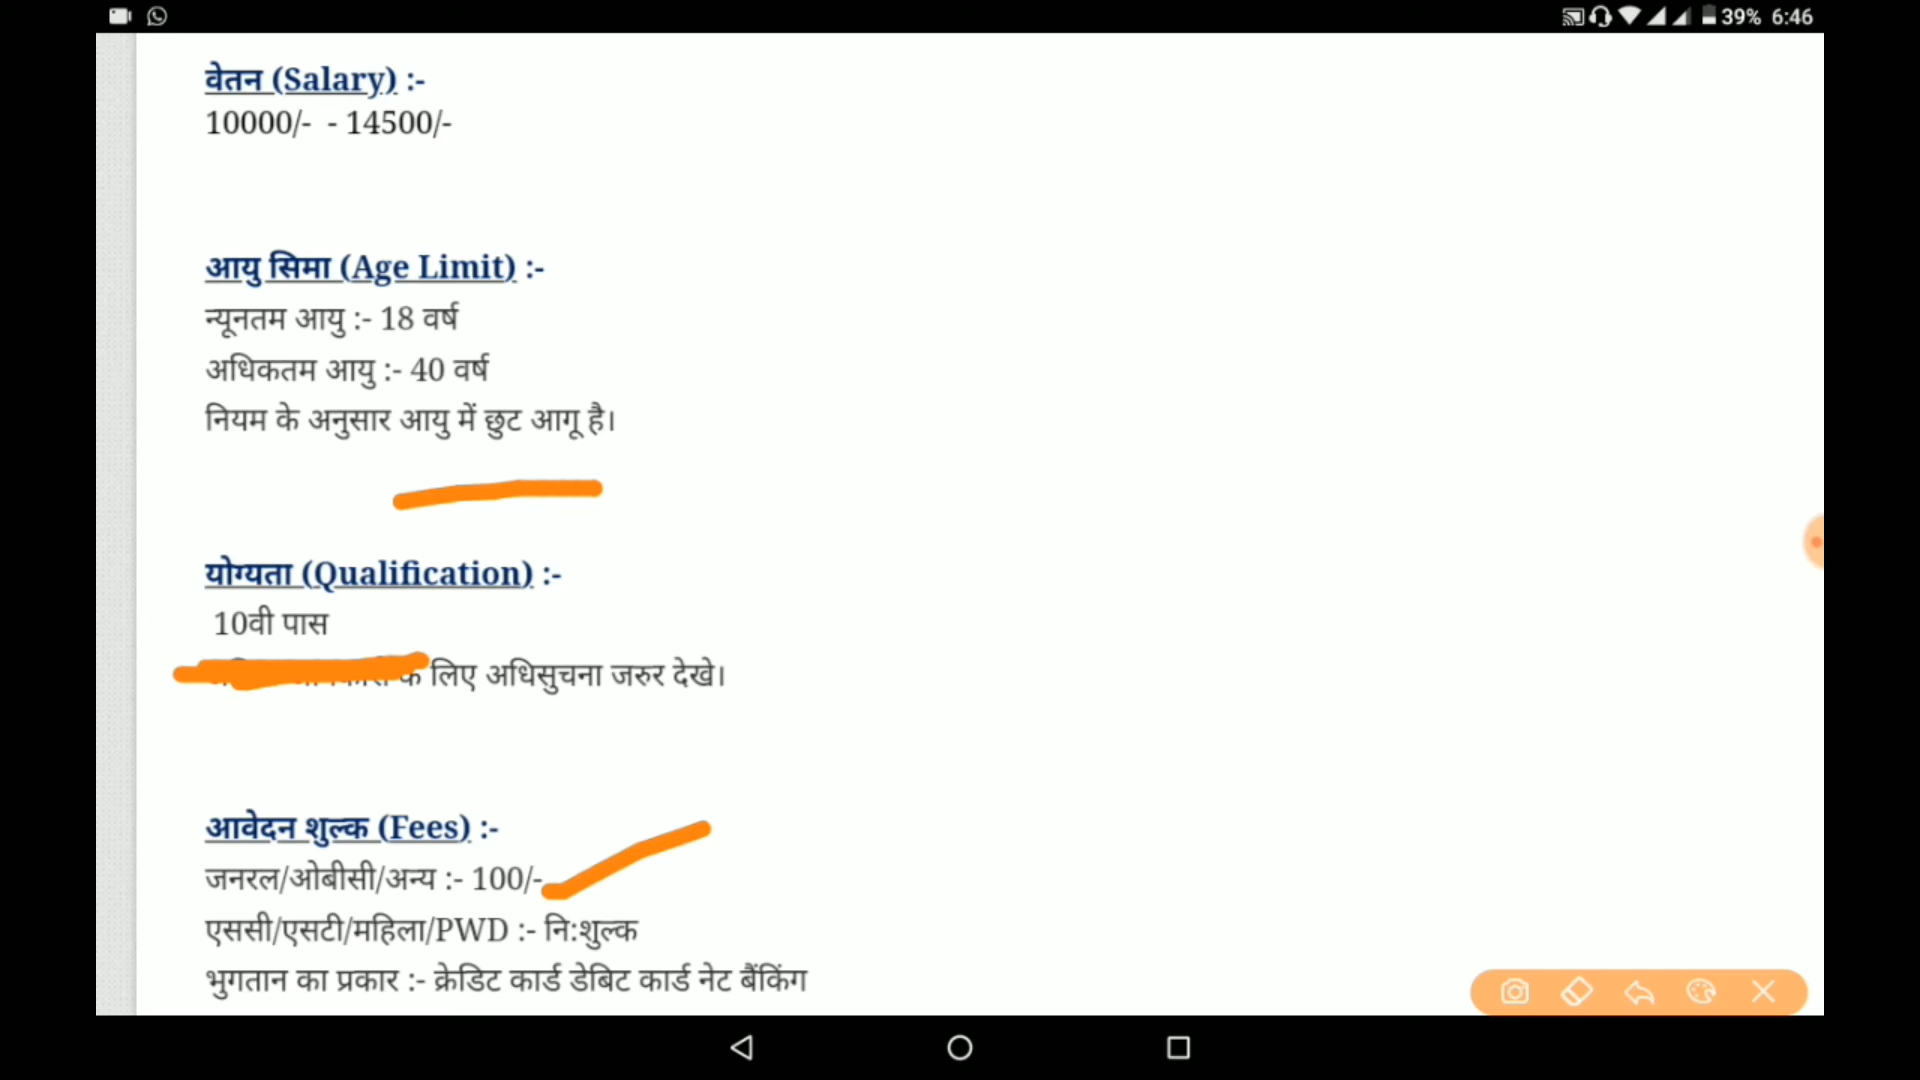 39% 6:46
वेतन (Salary) :-
10000/- - 14500/-
आयु सिमा (Age Limit) :-
न्यूनतम आयु :- 18 वर्ष
अधिकतम आयु :- 40 वर्ष
नियम के अनुसार आयु में छुट आगू है।
योग्यता (Qualification) :-
10वी पास
के लिए अधिसुचना जरुर देखे।
आवेदन शुल्क (Fees) :-
जनरल/ओबीसी/अन्य :- 100/-
एससी/एसटी/महिला/PWD :- नि:शुल्क
भुगतान का प्रकार :- क्रेडिट कार्ड डेबिट कार्ड नेट बैंकिंग